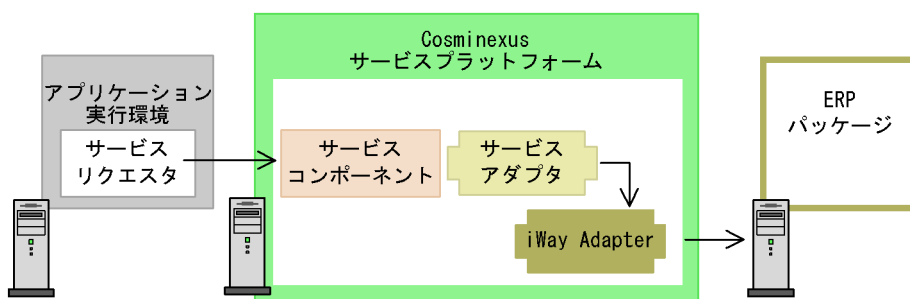 Cosminexus
サービスプラットフォーム
アプリケーション
実行環境
サービス
リクエスタ
サービス
コンポーネント
サービス
アダプタ
iWay Adapter
ERP
パッケージ